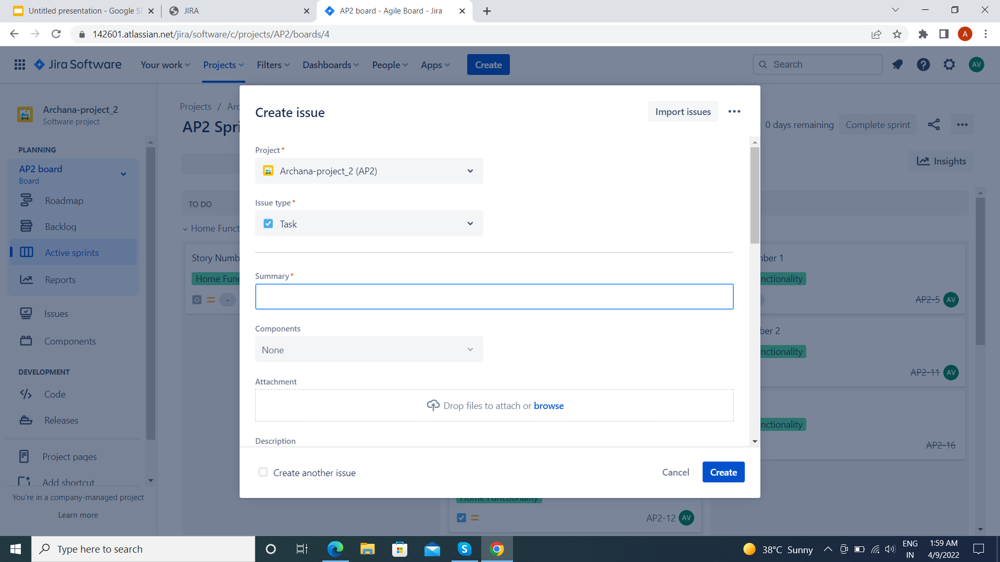 Untitled presentation - Google Sl
JIRA
AP2 board - Agile Board - Jira
142601.atlassian.net/jira/software/c/projects/AP2/boards/4
A
Jira Software
Your work
Projects
Filters
Dashboards
People
Apps
Create
Search
AV
Archana-project_2
Software project
PLANNING
AP2 board
Board
Roadmap
Backlog
Active sprints
Reports
Issues
Components
DEVELOPMENT
Code
Releases
Project pages
Add shortcut
You're in a company-managed project
Learn more
Projects / Arc
AP2 Spri
0 days remaining
Complete sprint
Insights
TO DO
Home Funct
Story Numb
Home Func
-
Create issue
Import issues
Project *
Archana-project_2 (AP2)
Issue type *
Task
Summary *
Components
None
Attachment
Drop files to attach or browse
Description
Create another issue
Cancel
Create
nber 1
nctionality
AP2-5 AV
ber 2
nctionality
AP2-11 AV
nctionality
AP2-16
Home Functionality
AP2-12 AV
Type here to search
38°C Sunny
ENG
IN
1:59 AM
4/9/2022